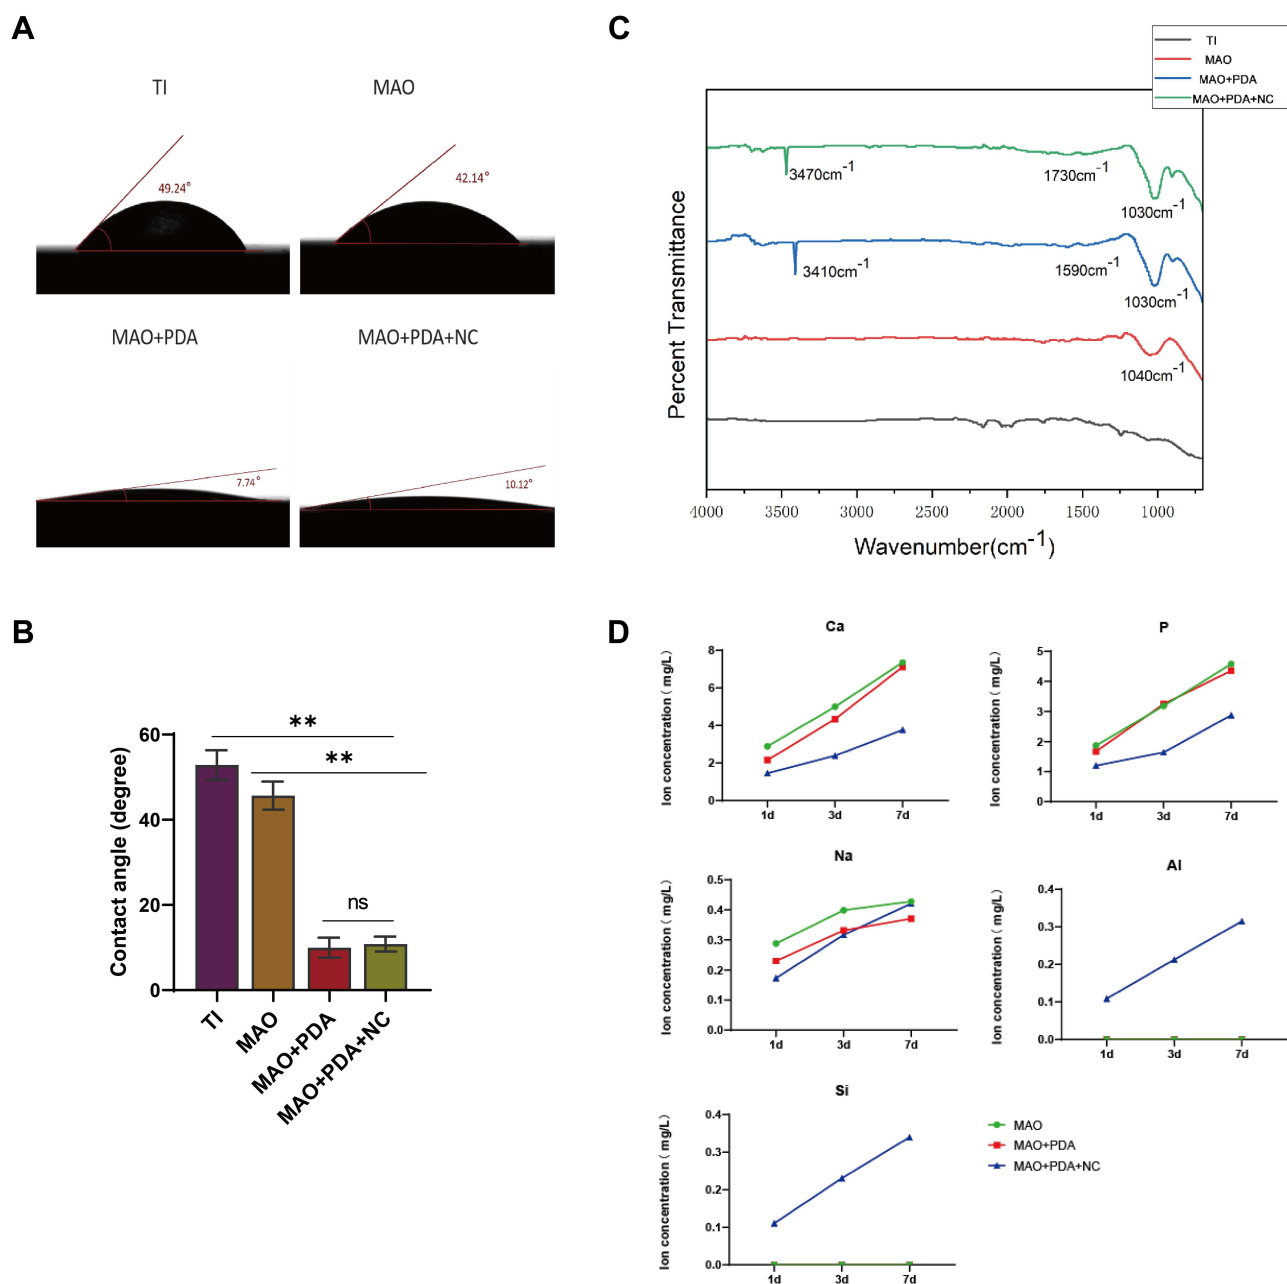 A
TI
MAO
49.24°
42.14°
MAO+PDA
MAO+PDA+NC
7.74°
10.12°
C
TI
MAO
MAO+PDA
MAO+PDA+NC
3470cm-1
1730cm-1
1030cm-1
3410cm-1
1590cm-1
1030cm-1
1040cm-1
Percent Transmittance
4000
3500
3000
2500
2000
1500
1000
Wavenumber(cm-1)
B
**
**
ns
60
40
20
0
Contact angle (degree)
TI
MAO
MAO+PDA
MAO+PDA+NC
D
Ca
Ion concentration ( mg/L)
8
6
4
2
0
1d
3d
7d
P
Ion concentration ( mg/L)
5
4
3
2
1
0
1d
3d
7d
Na
Ion concentration ( mg/L)
0.5
0.4
0.3
0.2
0.1
0.0
1d
3d
7d
Al
Ion concentration ( mg/L)
0.4
0.3
0.2
0.1
0.0
1d
3d
7d
Si
Ion concentration ( mg/L)
0.4
0.3
0.2
0.1
0.0
1d
3d
7d
MAO
MAO+PDA
MAO+PDA+NC